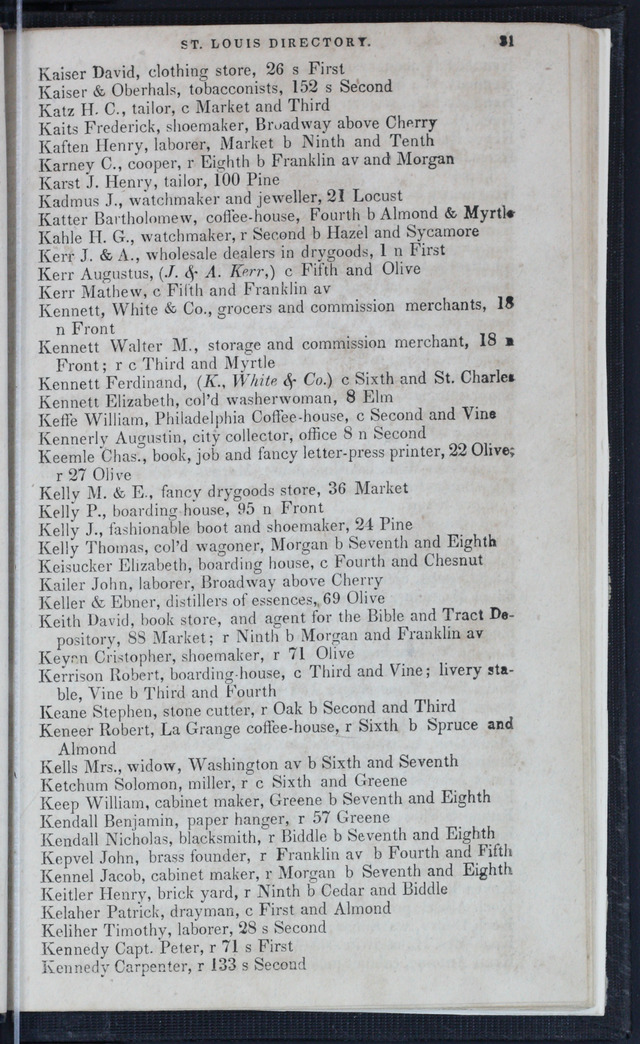 ST. LOUIS DIRECTORY. 31
Kaiser David, clothing store, 26 s First
Kaiser & Oberhals, tobacconists, 152 s Second
Katz H. C., tailor, c Market and Third
Kaits Frederick, shoemaker, Broadway above Cherry
Kaften Henry, laborer, Market b Ninth and Tenth
Karney C., cooper, r Eighth b Franklin av and Morgan
Karst J. Henry, tailor, 100 Pine
Kadmus J., watchmaker and jeweller, 21 Locust
Katter Bartholomew, coffee-house, Fourth b Almond & Myrtle
Kahle H. G., watchmaker, r Second b Hazel and Sycamore
Kerr J. & A., wholesale dealers in drygoods, 1 n First
Kerr Augustus, (J. & A. Kerr,) c Fifth and Olive
Kerr Mathew, c Fifth and Franklin av
Kennett, White & Co., grocers and commission merchants, 18
n Front
Kennett Walter M., storage and commission merchant, 18 n
Front; r c Third and Myrtle
Kennett Ferdinand, (K., White & Co.) c Sixth and St. Charles
Kennett Elizabeth, col'd washerwoman, 8 Elm
Keffe William, Philadelphia Coffee-house, c Second and Vine
Kennerly Augustin, city collector, office 8 n Second
Keemle Chas., book, job and fancy letter-press printer, 22 Olive;
r 27 Olive
Kelly M. & E., fancy drygoods store, 36 Market
Kelly P., boarding house, 95 n Front
Kelly J., fashionable boot and shoemaker, 24 Pine
Kelly Thomas, col'd wagoner, Morgan b Seventh and Eighth
Keisucker Elizabeth, boarding house, c Fourth and Chesnut
Kailer John, laborer, Broadway above Cherry
Keller & Ebner, distillers of essences, 69 Olive
Keith David, book store, and agent for the Bible and Tract De-
pository, 88 Market; r Ninth b Morgan and Franklin av
Keyan Cristopher, shoemaker, r 71 Olive
Kerrison Robert, boarding-house, c Third and Vine; livery sta-
ble, Vine b Third and Fourth
Keane Stephen, stone cutter, r Oak b Second and Third
Keneer Robert, La Grange coffee-house, r Sixth b Spruce and
Almond
Kells Mrs., widow, Washington av b Sixth and Seventh
Ketchum Solomon, miller, r c Sixth and Greene
Keep William, cabinet maker, Greene b Seventh and Eighth
Kendall Benjamin, paper hanger, r 57 Greene
Kendall Nicholas, blacksmith, r Biddle b Seventh and Eighth
Kepvel John, brass founder, r Franklin av b Fourth and Fifth
Kennel Jacob, cabinet maker, r Morgan b Seventh and Eighth
Keitler Henry, brick yard, r Ninth b Cedar and Biddle
Kelaher Patrick, drayman, c First and Almond
Keliher Timothy, laborer, 28 s Second
Kennedy Capt. Peter, r 71 s First
Kennedy Carpenter, r 133 s Second